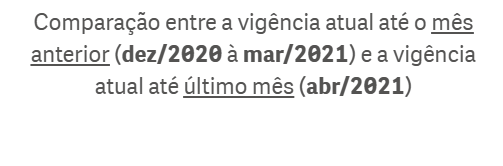 Comparação entre a vigência atual até o mês
anterior (dez/2020 à mar/2021) e a vigência
atual até último mês (abr/2021)